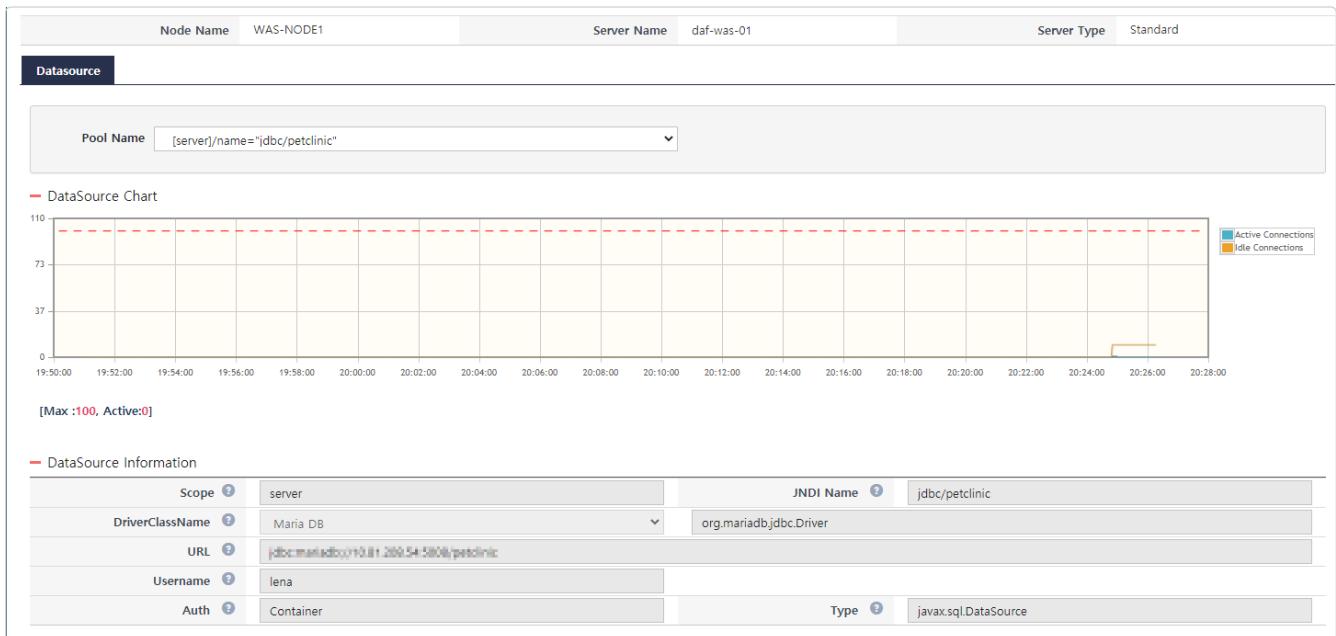 Node Name WAS-NODE1 Server Name daf-was-01 Server Type Standard
Datasource
Pool Name [server]/name="jdbc/petclinic"
DataSource Chart
110
73
37
0
19:50:00 19:52:00 19:54:00 19:56:00 19:58:00 20:00:00 20:02:00 20:04:00 20:06:00 20:08:00 20:10:00 20:12:00 20:14:00 20:16:00 20:18:00 20:20:00 20:22:00 20:24:00 20:26:00 20:28:00
Active Connections
Idle Connections
[Max :100, Active:0]
DataSource Information
Scope ? server JNDI Name ? jdbc/petclinic
DriverClassName ? Maria DB org.mariadb.jdbc.Driver
URL ?
Username ? lena
Auth ? Container Type ? javax.sql.DataSource